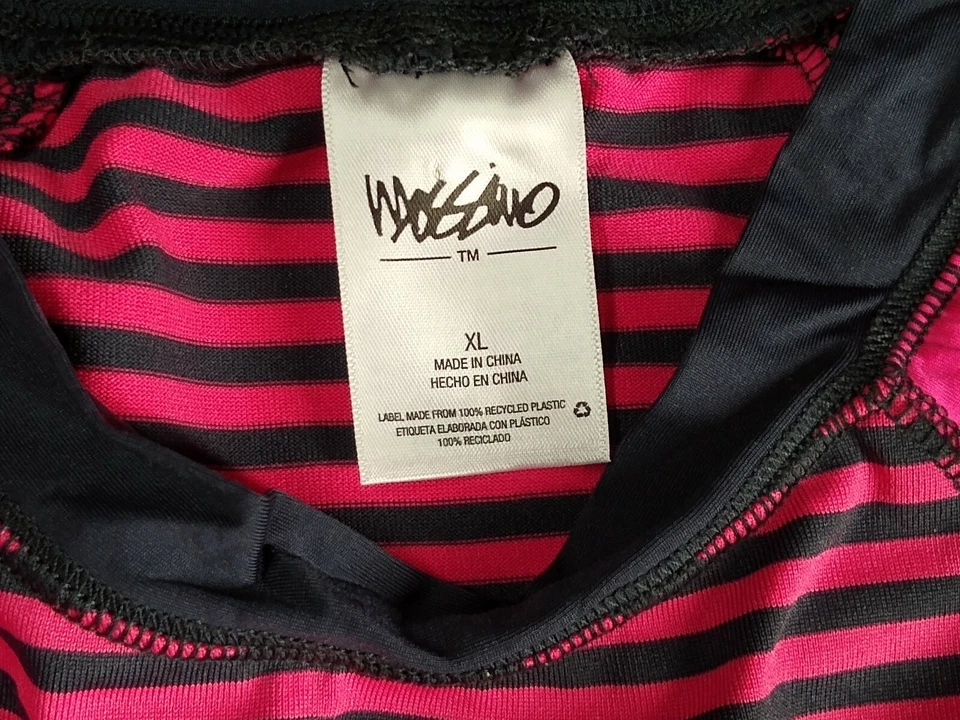 Mossimo
TM
XL
MADE IN CHINA
HECHO EN CHINA
LABEL MADE FROM 100% RECYCLED PLASTIC
ETIQUETA ELABORADA CON PLÁSTICO
100% RECICLADO